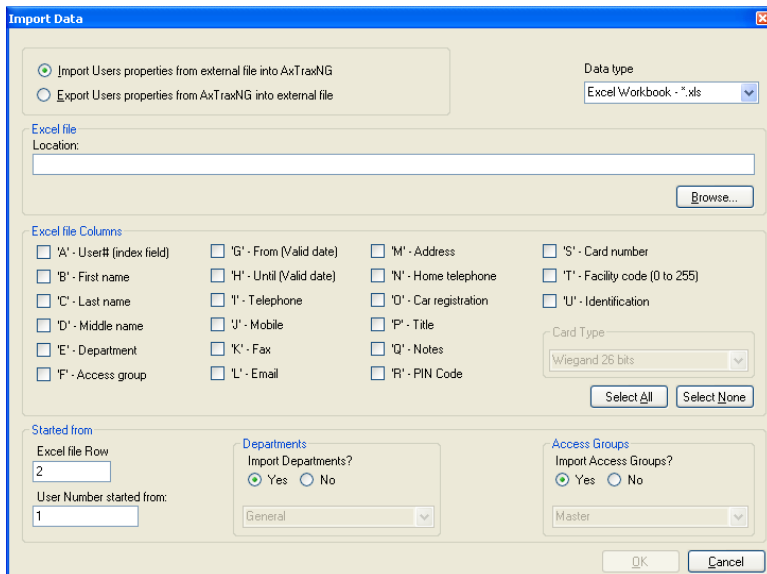 Import Data
Import Users properties from external file into AxTraxNG
Export Users properties from AxTraxNG into external file
Data type
Excel Workbook - *.xls
Excel file
Location:
Browse...
Excel file Columns
'A' - User# (index field)
'B' - First name
'C' - Last name
'D' - Middle name
'E' - Department
'F' - Access group
'G' - From (Valid date)
'H' - Until (Valid date)
'I' - Telephone
'J' - Mobile
'K' - Fax
'L' - Email
'M' - Address
'N' - Home telephone
'O' - Car registration
'P' - Title
'Q' - Notes
'R' - PIN Code
'S' - Card number
'T' - Facility code (0 to 255)
'U' - Identification
Card Type
Wiegand 26 bits
Select All
Select None
Started from
Excel file Row
2
User Number started from:
1
Departments
Import Departments?
Yes No
General
Access Groups
Import Access Groups?
Yes No
Master
OK
Cancel